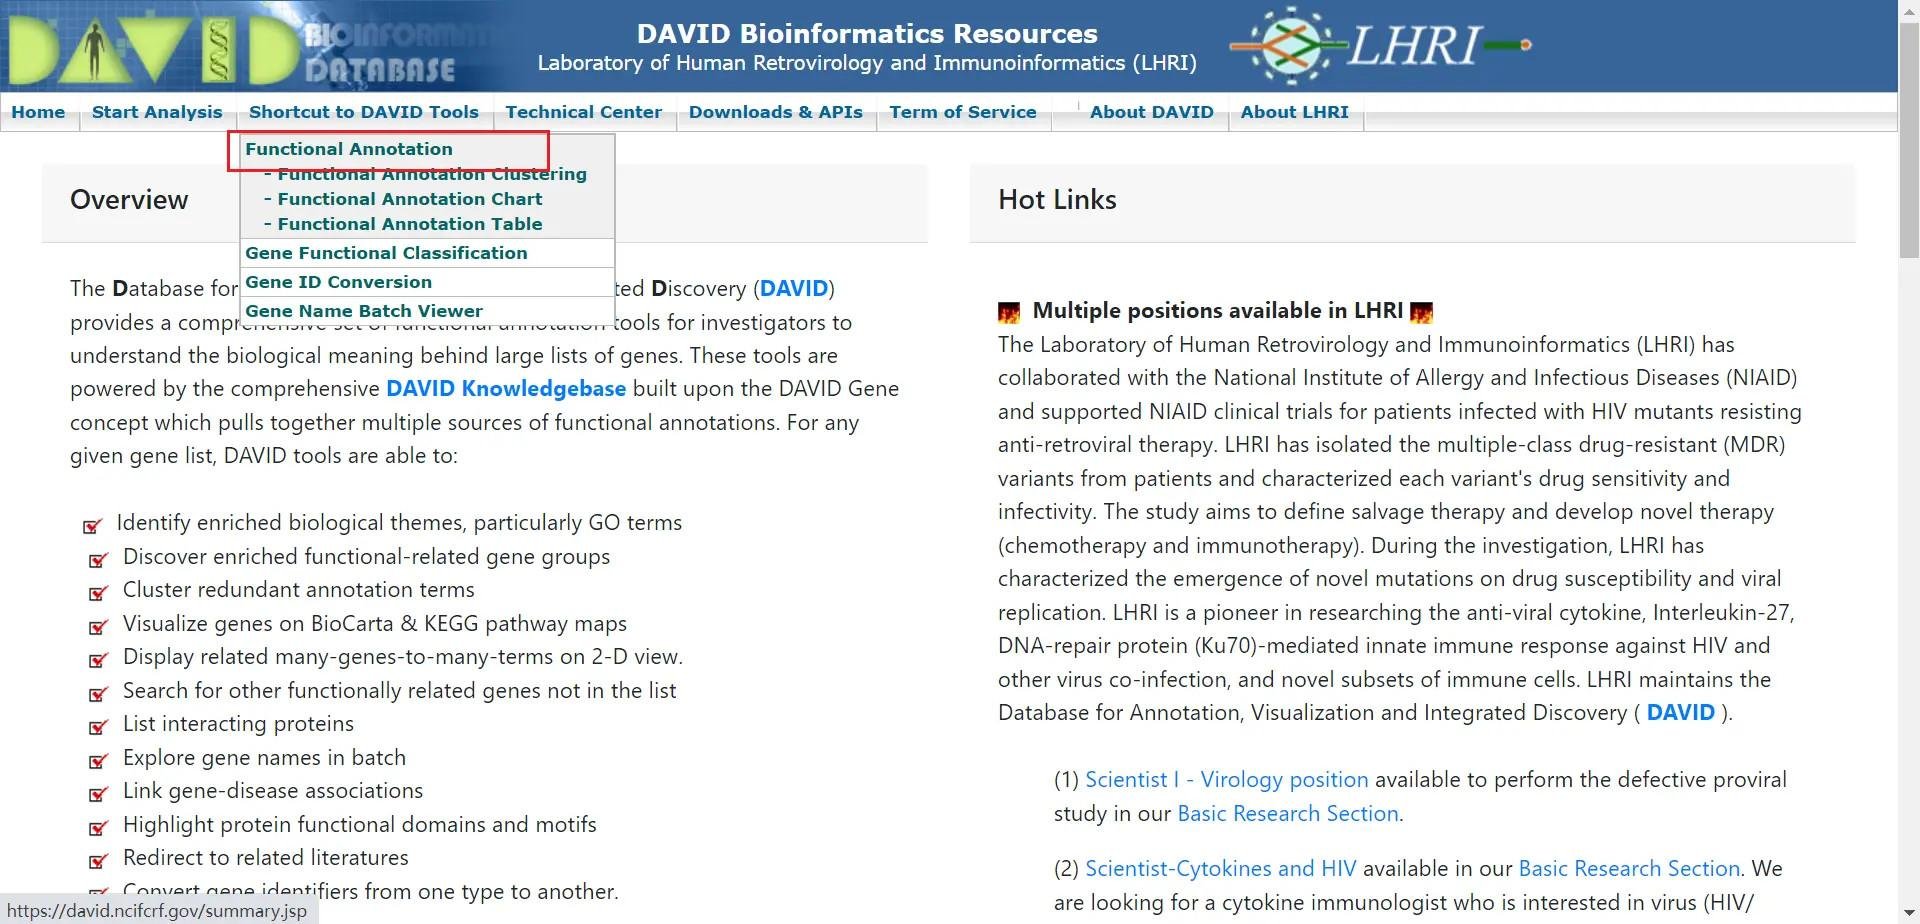 DAVID BIOINFORMATICS
DATABASE
DAVID Bioinformatics Resources
Laboratory of Human Retrovirology and Immunoinformatics (LHRI)
LHRI
Home Start Analysis Shortcut to DAVID Tools Technical Center Downloads & APIs Term of Service About DAVID About LHRI
Functional Annotation
- Functional Annotation Clustering
- Functional Annotation Chart
- Functional Annotation Table
Gene Functional Classification
Gene ID Conversion
Gene Name Batch Viewer
Overview
The Database for ted Discovery (DAVID)
provides a comprehensive set of functional annotation tools for investigators to
understand the biological meaning behind large lists of genes. These tools are
powered by the comprehensive DAVID Knowledgebase built upon the DAVID Gene
concept which pulls together multiple sources of functional annotations. For any
given gene list, DAVID tools are able to:
Identify enriched biological themes, particularly GO terms
Discover enriched functional-related gene groups
Cluster redundant annotation terms
Visualize genes on BioCarta & KEGG pathway maps
Display related many-genes-to-many-terms on 2-D view.
Search for other functionally related genes not in the list
List interacting proteins
Explore gene names in batch
Link gene-disease associations
Highlight protein functional domains and motifs
Redirect to related literatures
Convert gene identifiers from one type to another.
https://david.ncifcrf.gov/summary.jsp
Hot Links
Multiple positions available in LHRI
The Laboratory of Human Retrovirology and Immunoinformatics (LHRI) has
collaborated with the National Institute of Allergy and Infectious Diseases (NIAID)
and supported NIAID clinical trials for patients infected with HIV mutants resisting
anti-retroviral therapy. LHRI has isolated the multiple-class drug-resistant (MDR)
variants from patients and characterized each variant's drug sensitivity and
infectivity. The study aims to define salvage therapy and develop novel therapy
(chemotherapy and immunotherapy). During the investigation, LHRI has
characterized the emergence of novel mutations on drug susceptibility and viral
replication. LHRI is a pioneer in researching the anti-viral cytokine, Interleukin-27,
DNA-repair protein (Ku70)-mediated innate immune response against HIV and
other virus co-infection, and novel subsets of immune cells. LHRI maintains the
Database for Annotation, Visualization and Integrated Discovery ( DAVID ).
(1) Scientist I - Virology position available to perform the defective proviral
study in our Basic Research Section.
(2) Scientist-Cytokines and HIV available in our Basic Research Section. We
are looking for a cytokine immunologist who is interested in virus (HIV/